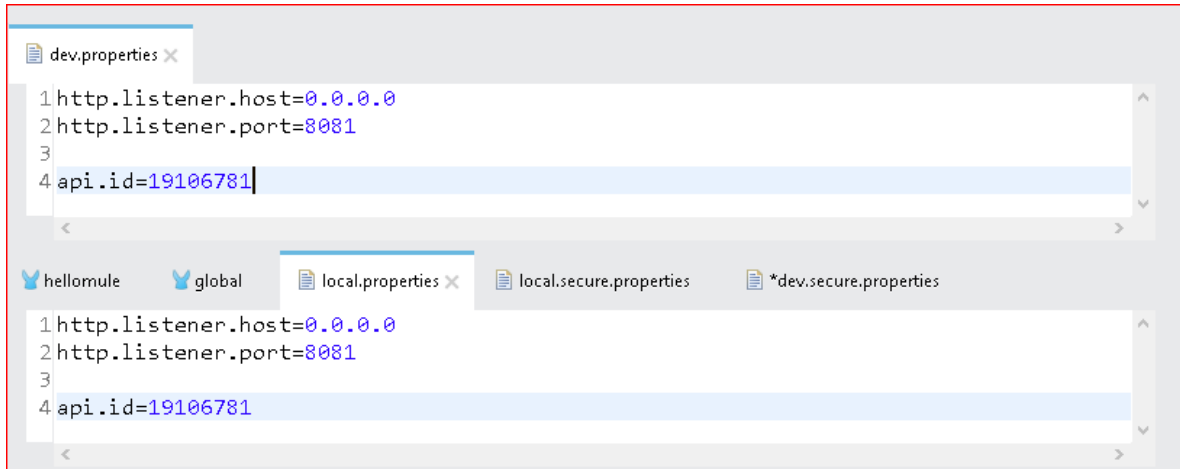 dev.properties
1 http.listener.host=0.0.0.0
2 http.listener.port=8081
3
4 api.id=19106781
hellomule global local.properties local.secure.properties *dev.secure.properties
1 http.listener.host=0.0.0.0
2 http.listener.port=8081
3
4 api.id=19106781